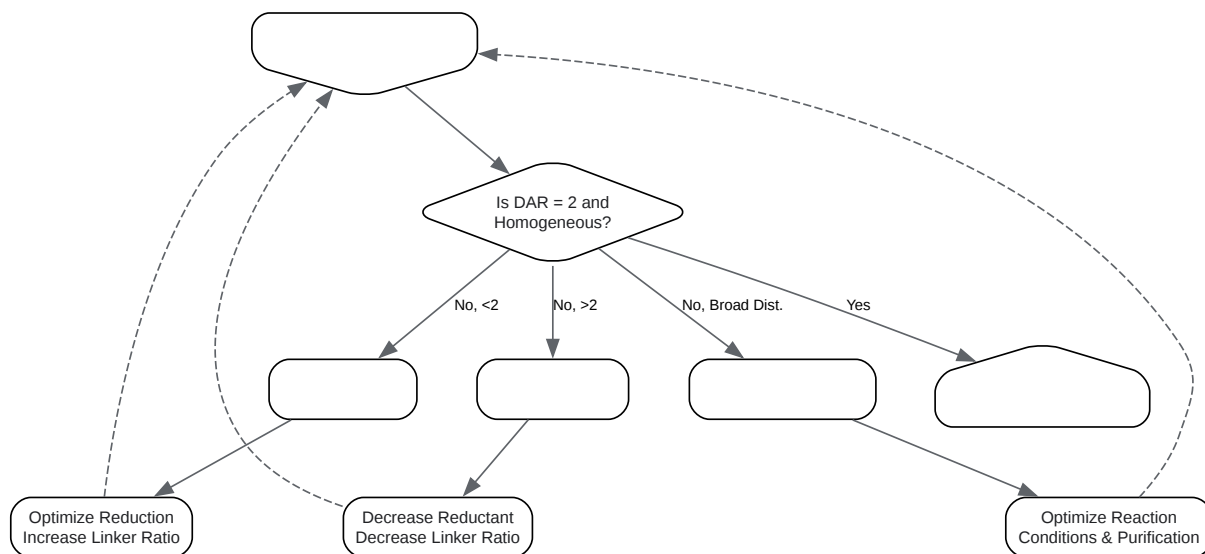 Is DAR = 2 and
Homogeneous?
No, <2
No, >2
No, Broad Dist.
Yes
Optimize Reduction
Increase Linker Ratio
Decrease Reductant
Decrease Linker Ratio
Optimize Reaction
Conditions & Purification